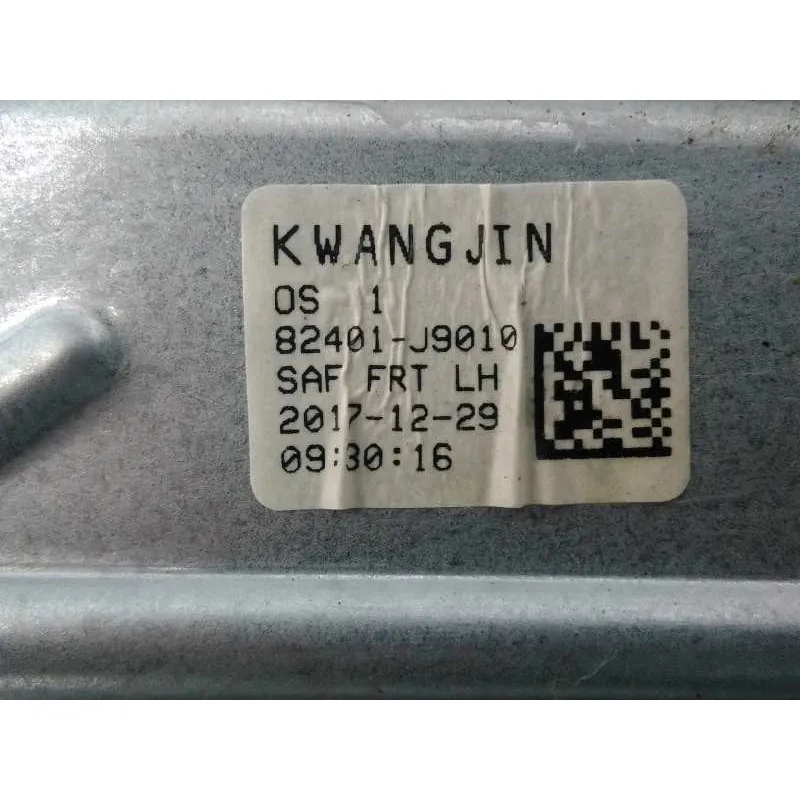 KWANGJIN
OS 1
82401-J9010
SAF FRT LH
2017-12-29
09:30:16